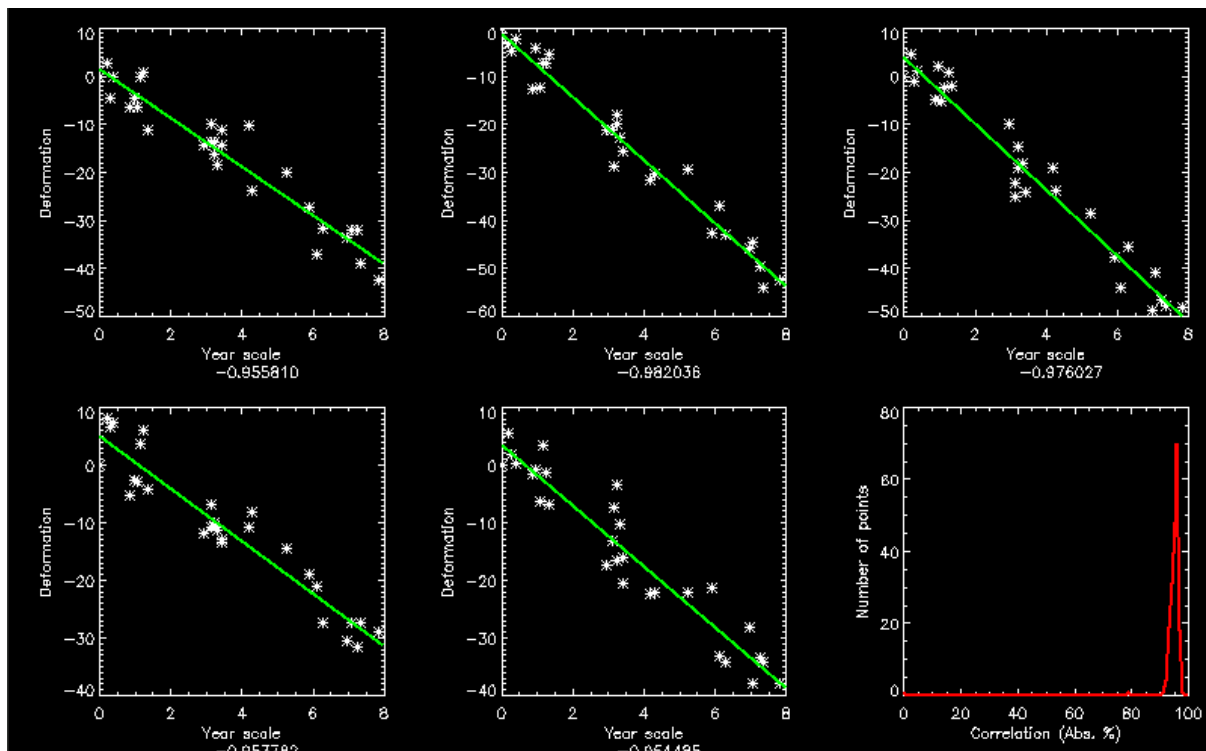 10
0
−10
−20
−30
−40
−50
Deformation
0 2 4 6 8
Year scale
−0.955810
0
−10
−20
−30
−40
−50
−60
Deformation
0 2 4 6 8
Year scale
−0.982036
10
0
−10
−20
−30
−40
−50
Deformation
0 2 4 6 8
Year scale
−0.976027
10
0
−10
−20
−30
−40
Deformation
0 2 4 6 8
Year scale
10
0
−10
−20
−30
−40
Deformation
0 2 4 6 8
Year scale
80
60
40
20
0
Number of points
0 20 40 60 80 100
Correlation (Abs. %)